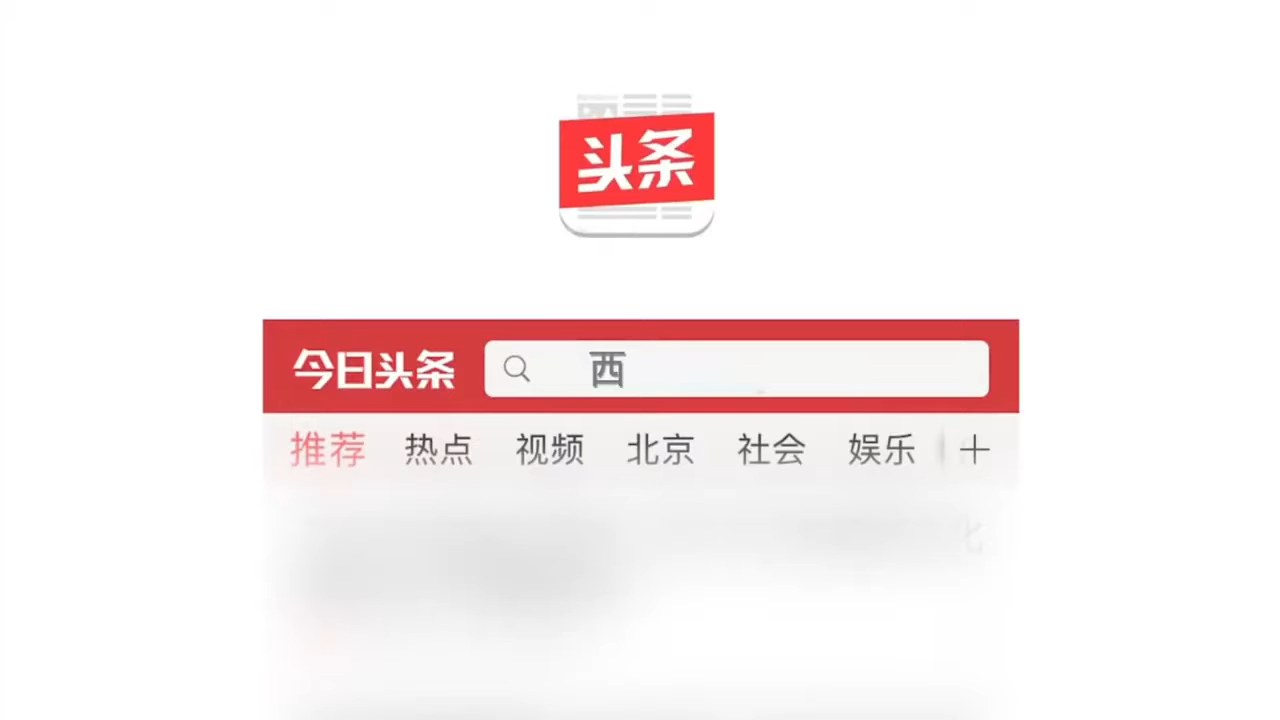 头条
今日头条 西
推荐 热点 视频 北京 社会 娱乐